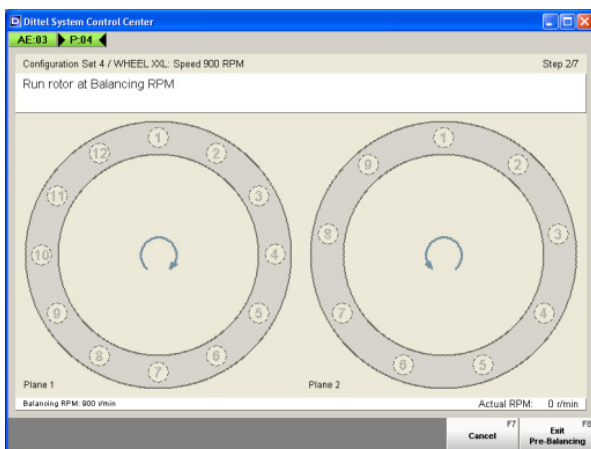 Dittel System Control Center
AE:03 P:04
Configuration Set 4 / WHEEL XXL: Speed 900 RPM Step 2/7
Run rotor at Balancing RPM
1 2 3 4 5 6 7 8 9 10 11 12
1 2 3 4 5 6 7 8 9
Plane 1 Plane 2
Balancing RPM: 900 r/min Actual RPM: 0 r/min
F7 F8
Cancel Exit
Pre-Balancing